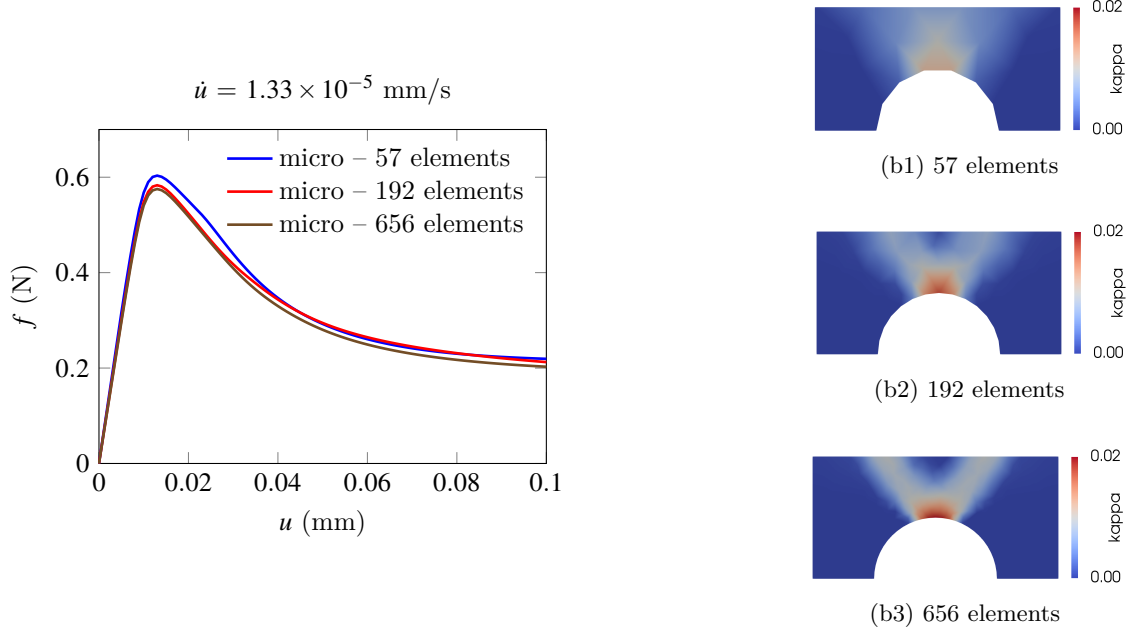 u̇ = 1.33 × 10⁻⁵ mm/s
micro – 57 elements
micro – 192 elements
micro – 656 elements
0.6
0.4
0.2
0
f (N)
0 0.02 0.04 0.06 0.08 0.1
u (mm)
0.02
kappa
0.00
(b1) 57 elements
0.02
kappa
0.00
(b2) 192 elements
0.02
kappa
0.00
(b3) 656 elements